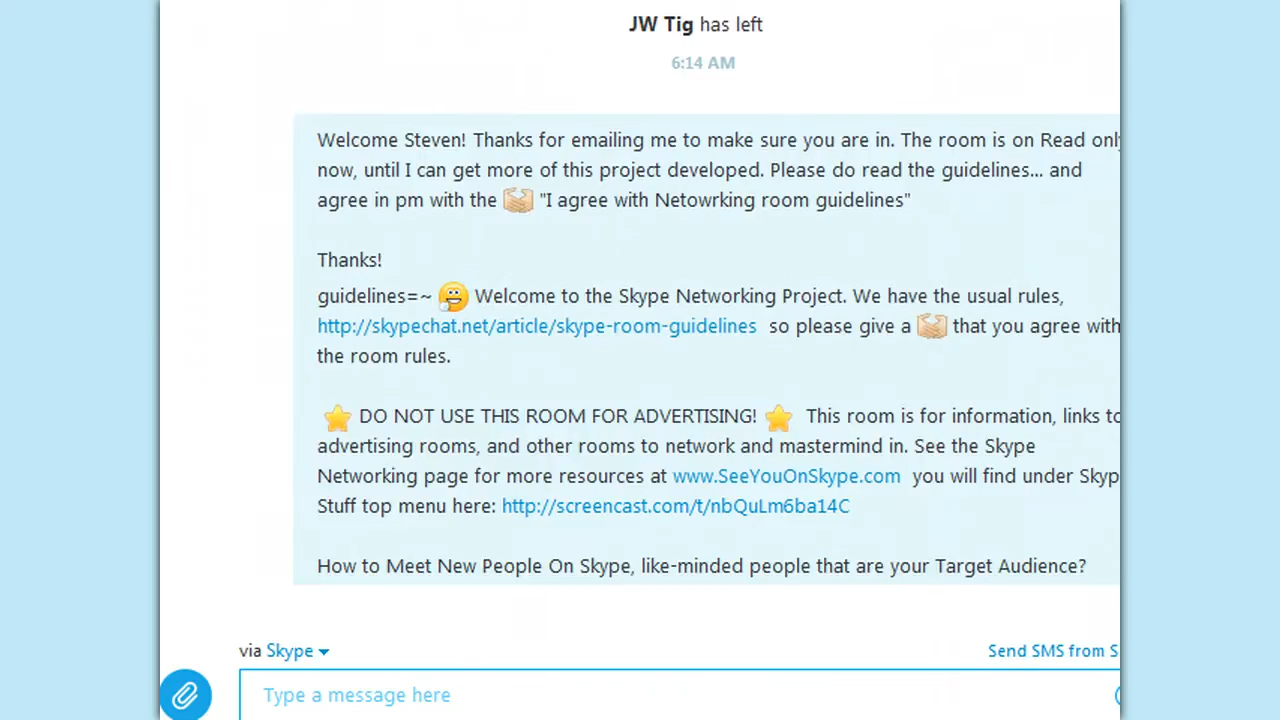 JW Tig has left
6:14 AM
Welcome Steven! Thanks for emailing me to make sure you are in. The room is on Read only
now, until I can get more of this project developed. Please do read the guidelines... and
agree in pm with the "I agree with Netowrking room guidelines"
Thanks!
guidelines=~ Welcome to the Skype Networking Project. We have the usual rules,
http://skypechat.net/article/skype-room-guidelines so please give a that you agree with
the room rules.
DO NOT USE THIS ROOM FOR ADVERTISING! This room is for information, links to
advertising rooms, and other rooms to network and mastermind in. See the Skype
Networking page for more resources at www.SeeYouOnSkype.com you will find under Skyp
Stuff top menu here: http://screencast.com/t/nbQuLm6ba14C
How to Meet New People On Skype, like-minded people that are your Target Audience?
via Skype
Send SMS from S
Type a message here